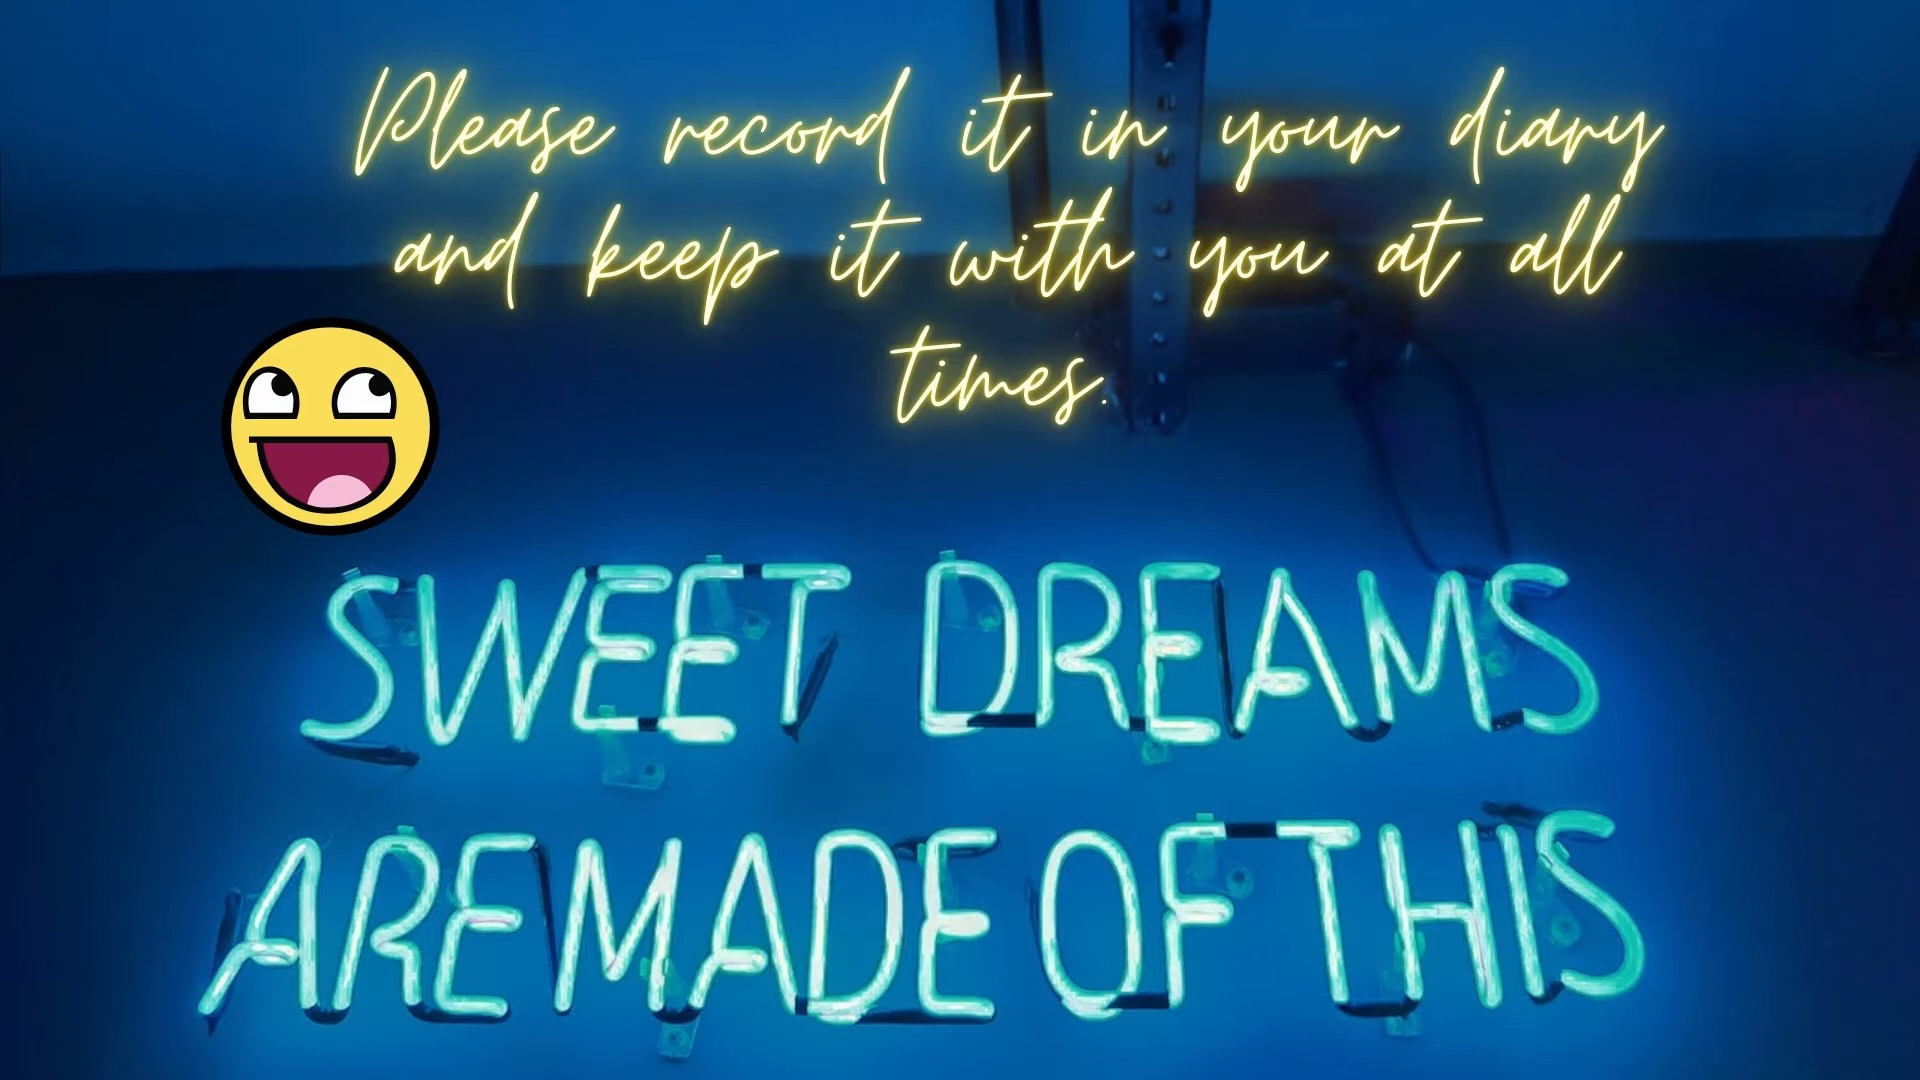 Please record it in your diary
and keep it with you at all
times.
SWEET DREAMS
ARE MADE OF THIS